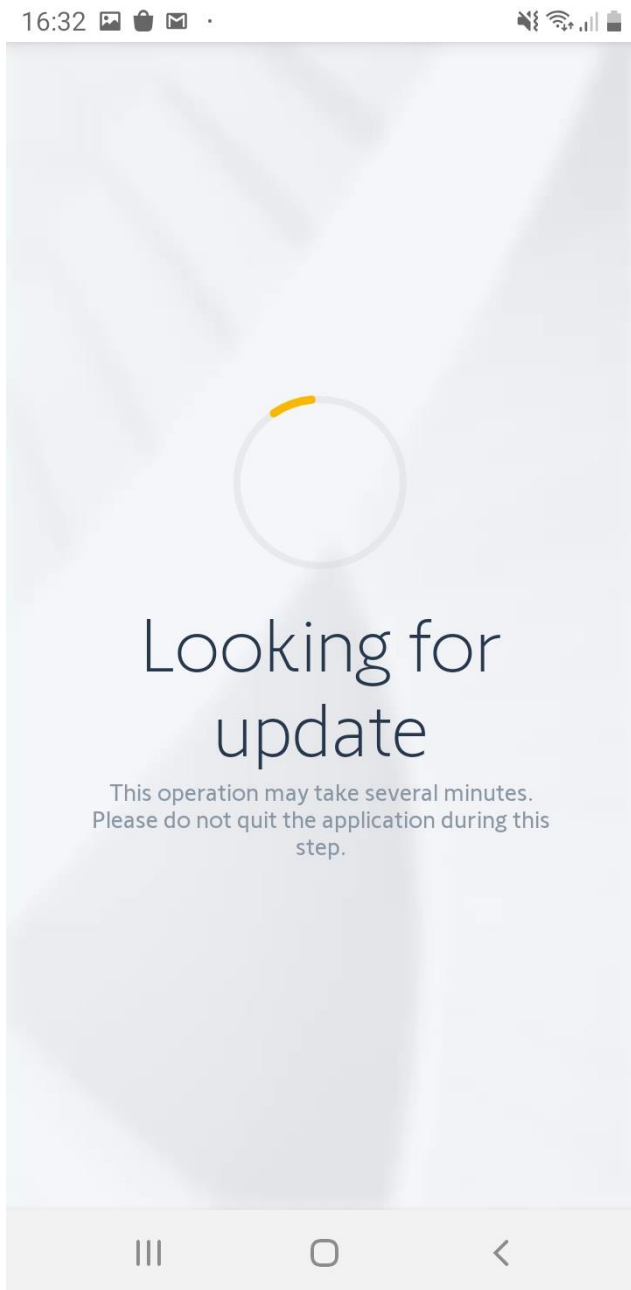 16:32
Looking for
update
This operation may take several minutes.
Please do not quit the application during this
step.